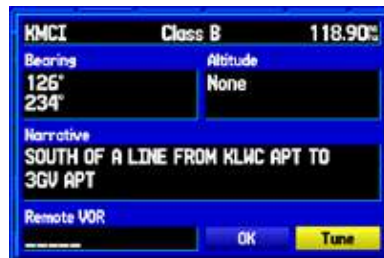 KMCI Class B 118.90
Bearing Altitude
126° None
234°
Narrative
SOUTH OF A LINE FROM KLWC APT TO
3GV APT
Remote VOR
_____ OK Tune